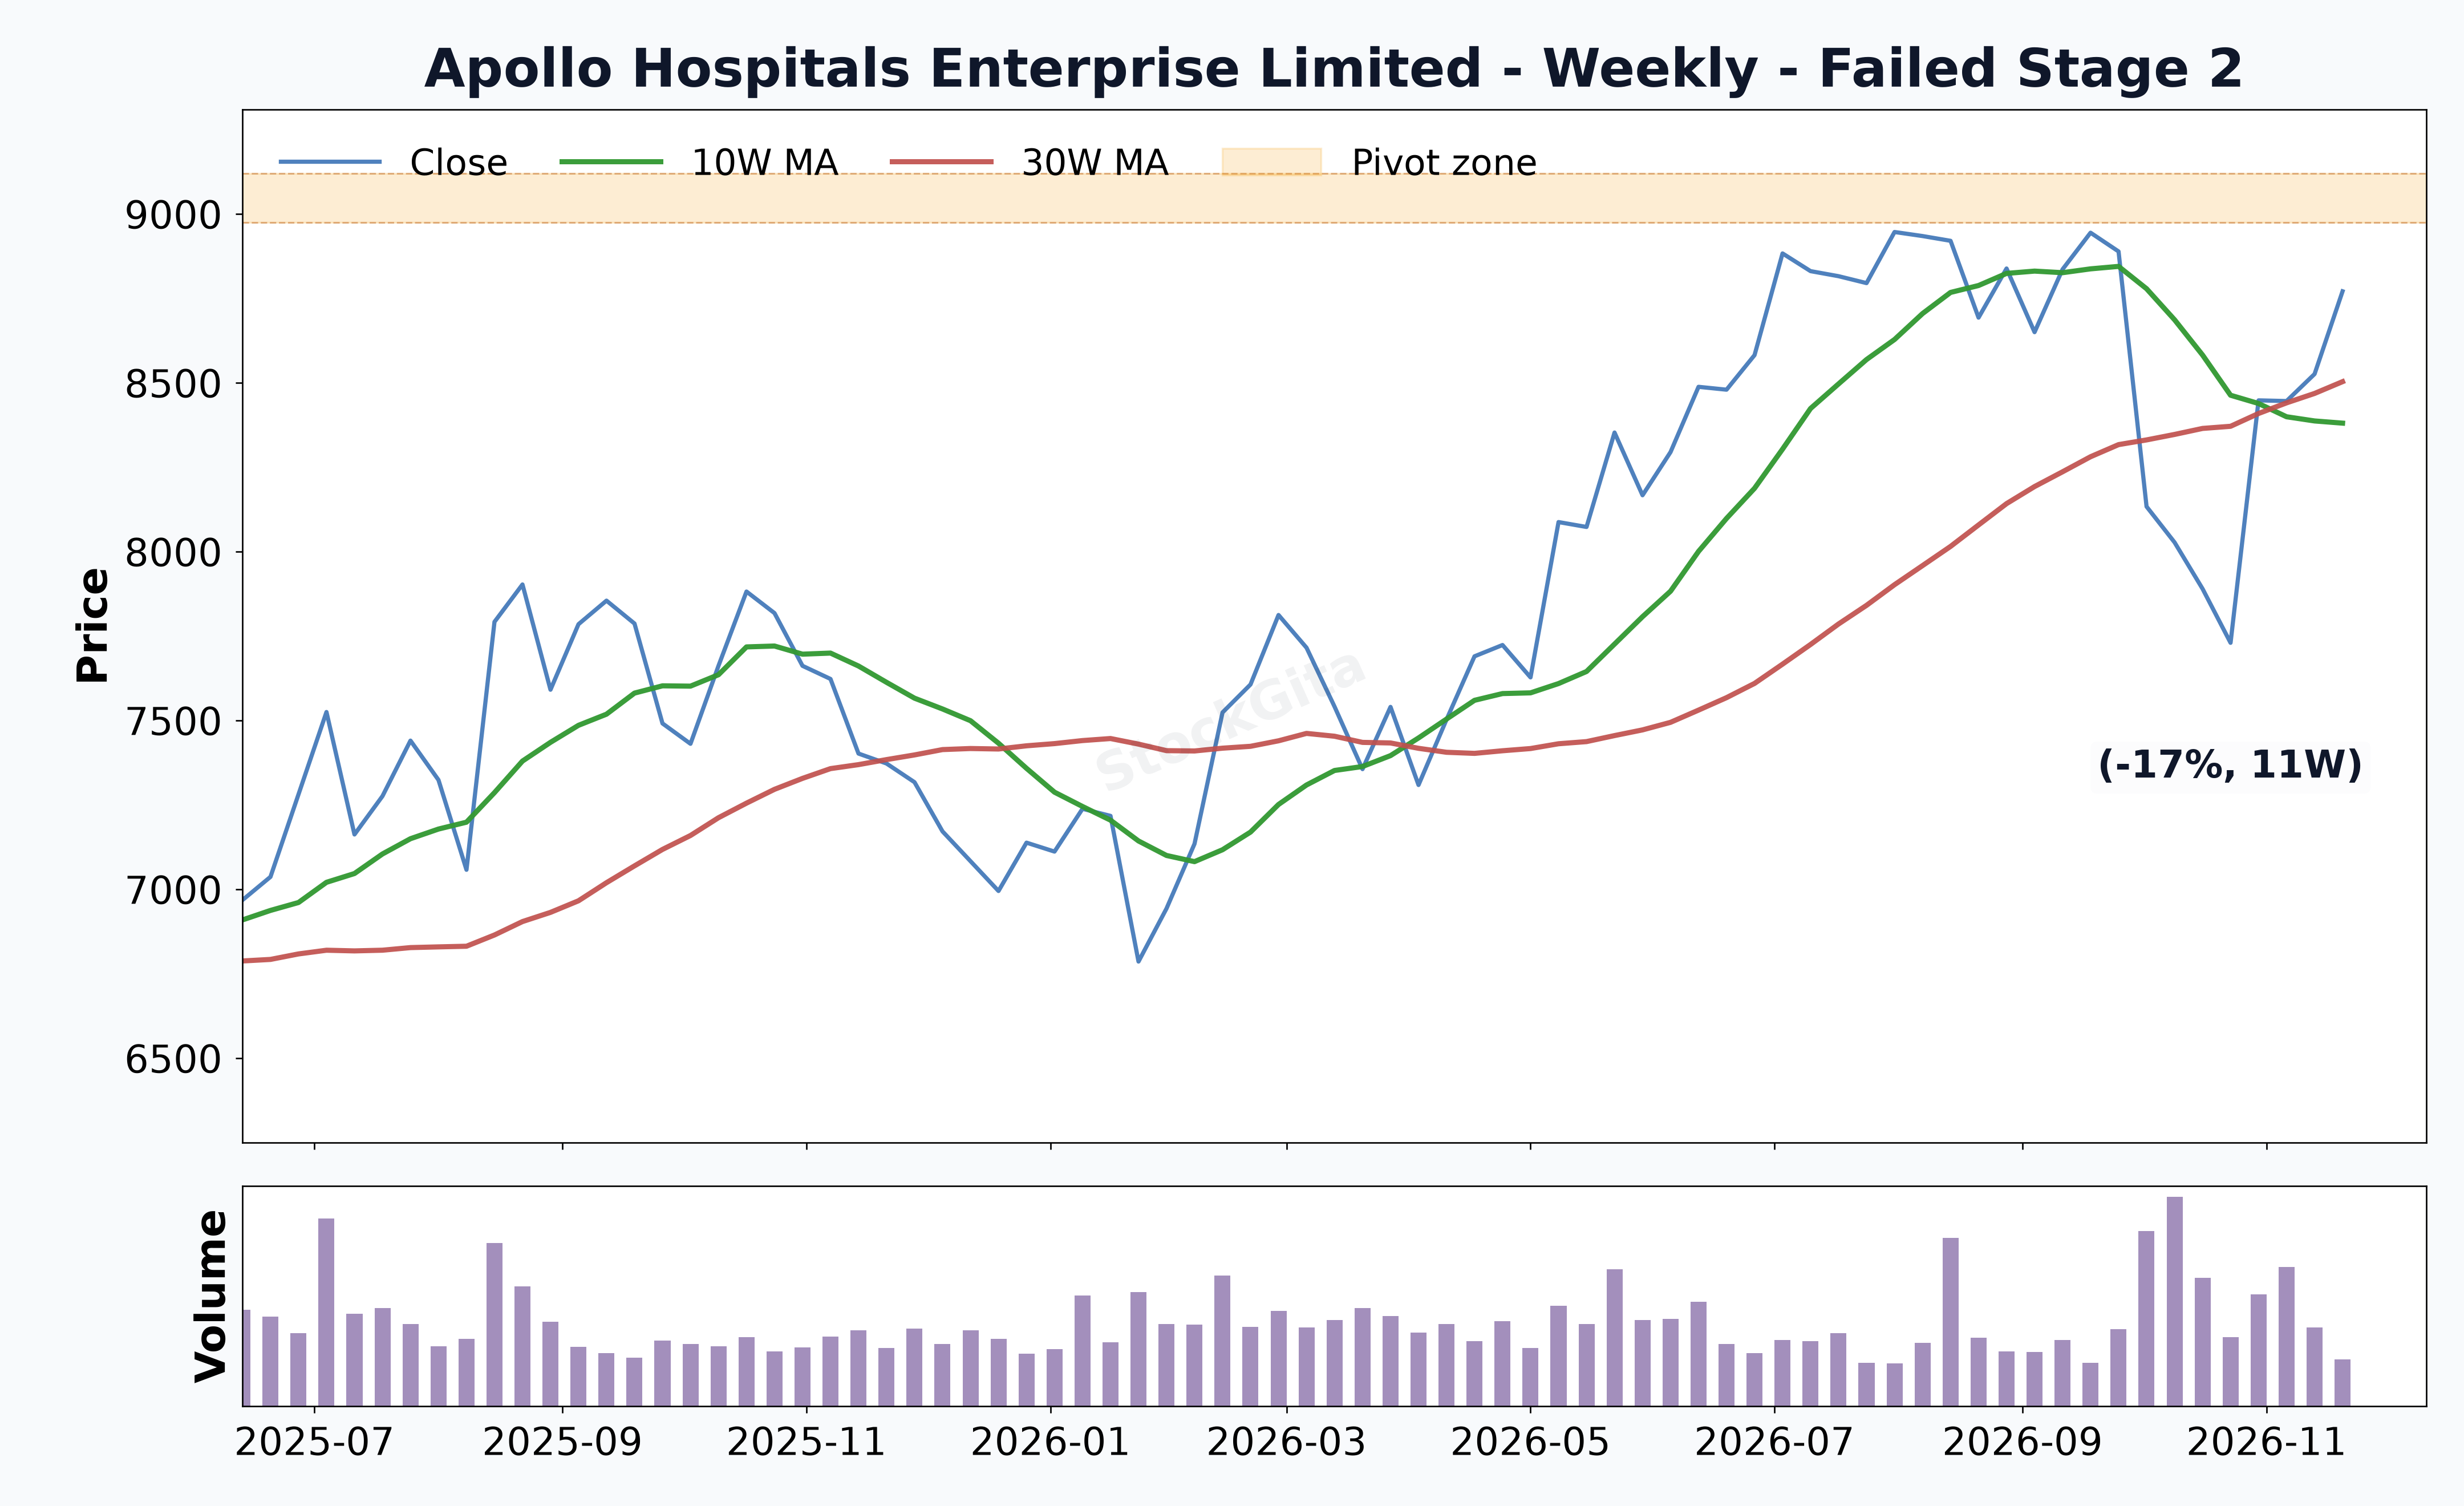 Apollo Hospitals Enterprise Limited - Weekly - Failed Stage 2
Close 10W MA 30W MA Pivot zone
9000
8500
8000
7500
7000
6500
Price
StockGita
(-17%, 11W)
Volume
2025-07 2025-09 2025-11 2026-01 2026-03 2026-05 2026-07 2026-09 2026-11